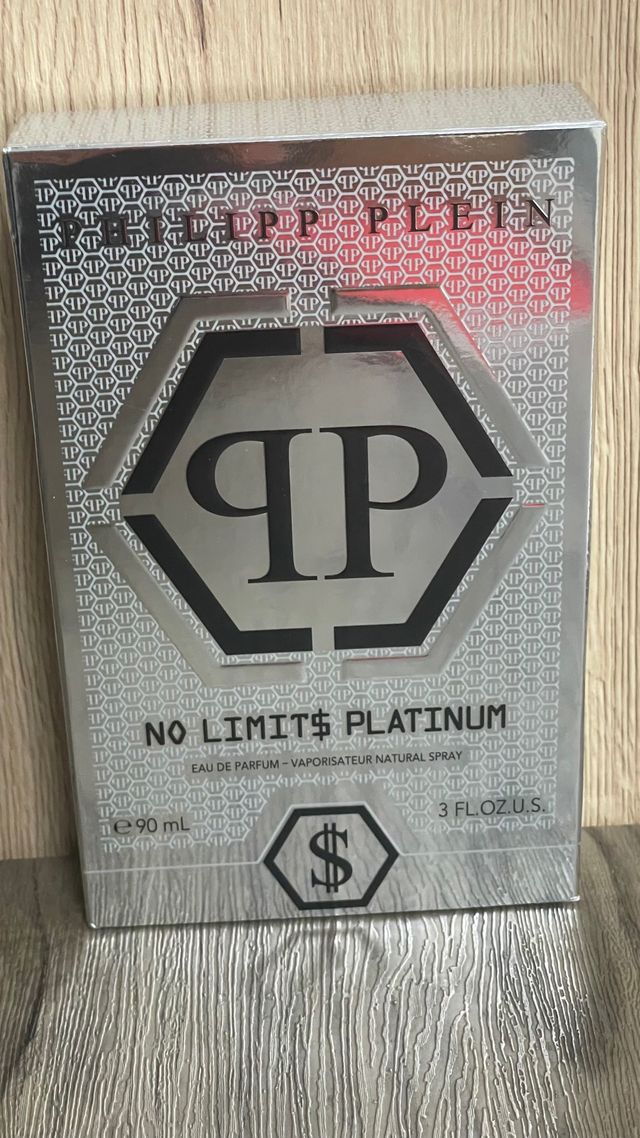 PHILIPP PLEIN
PP
NO LIMIT$ PLATINUM
EAU DE PARFUM – VAPORISATEUR NATURAL SPRAY
℮ 90 mL
3 FL.OZ.U.S.
$